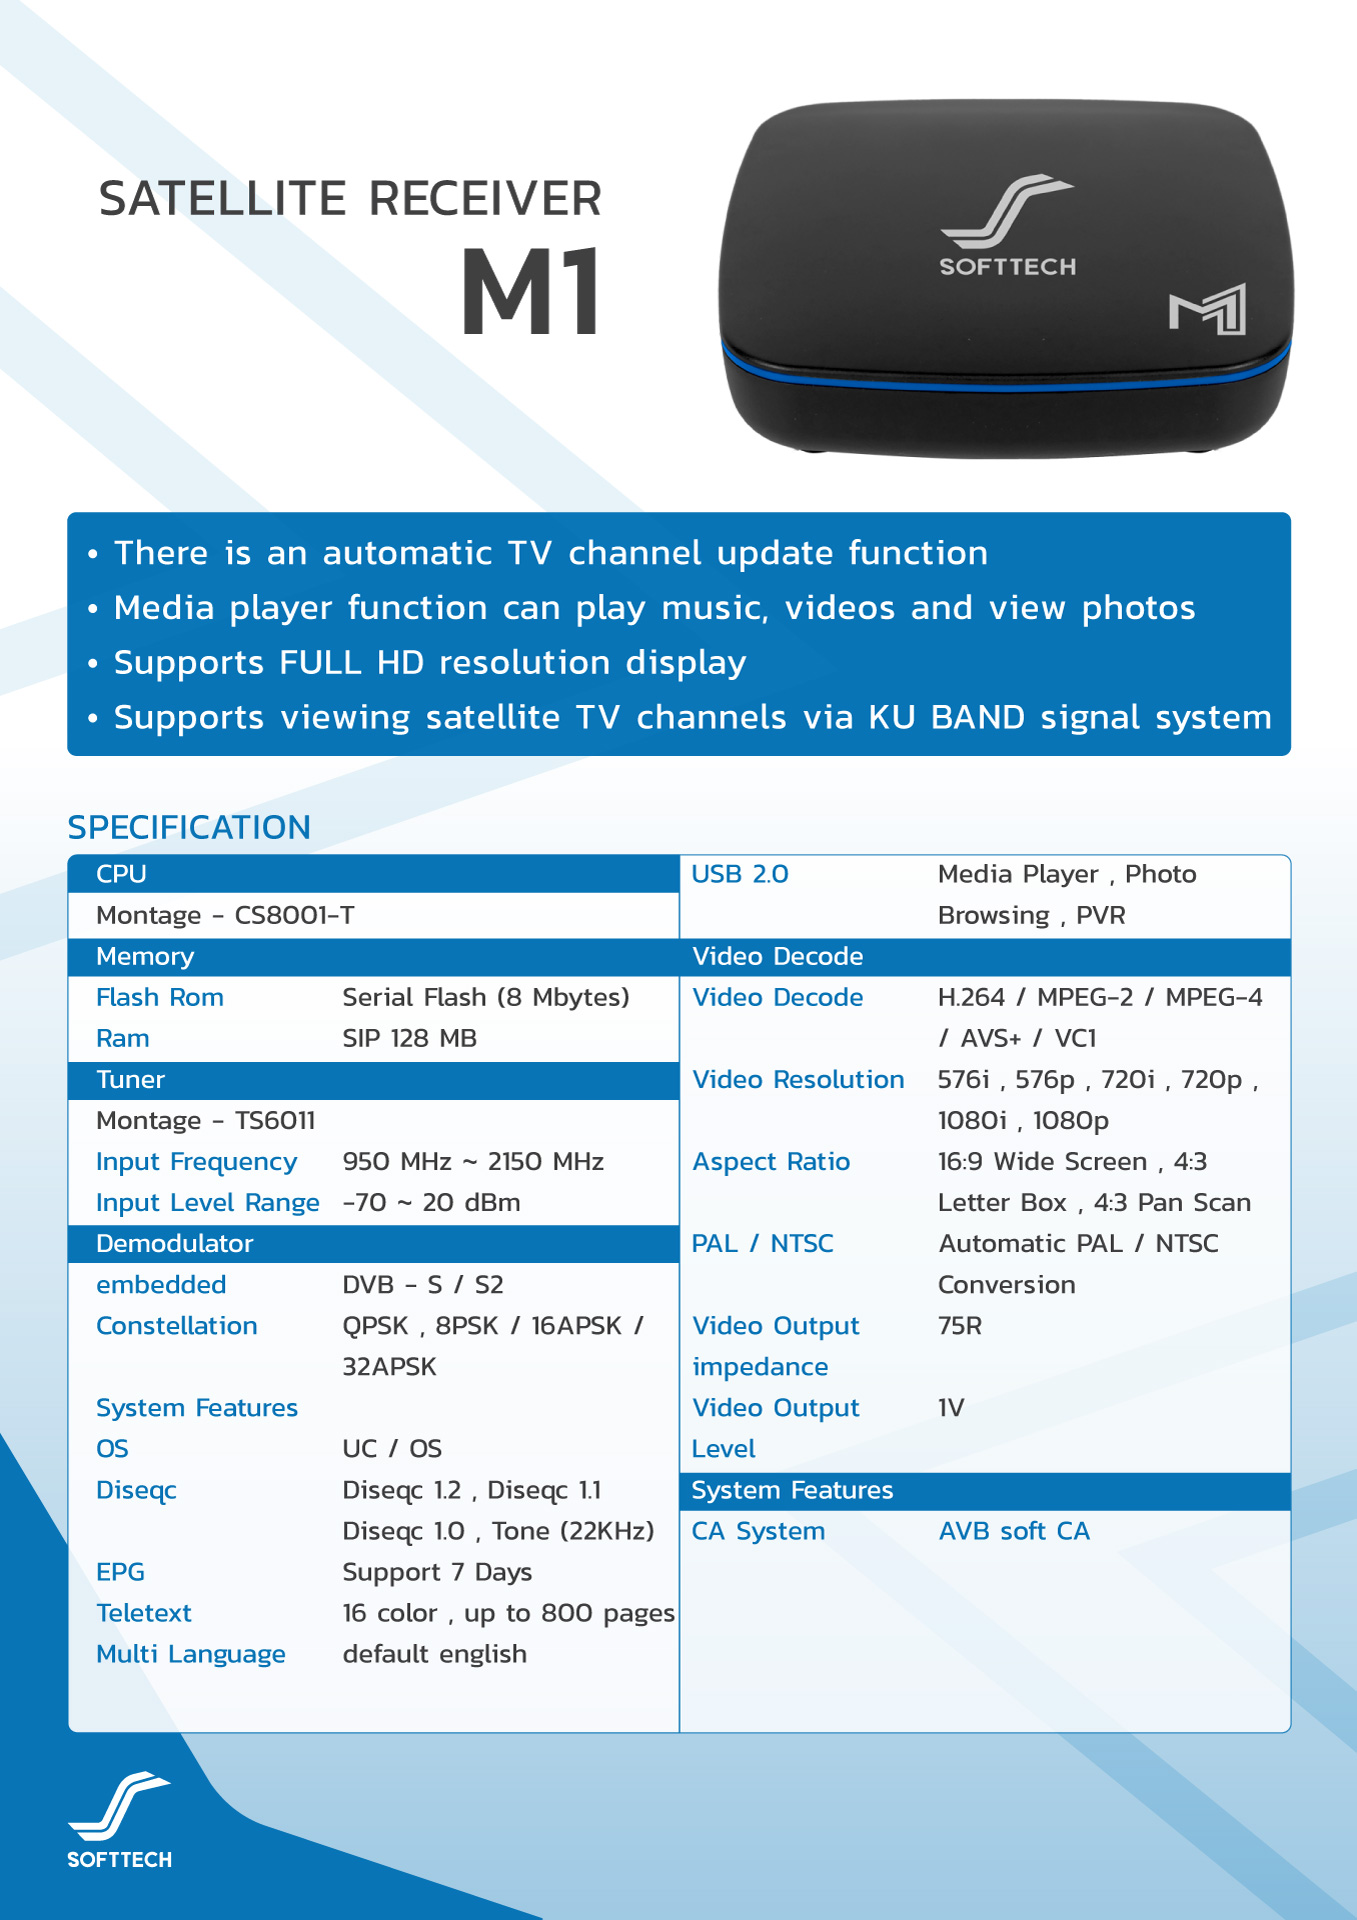 SATELLITE RECEIVER
M1
SOFTTECH
M1
• There is an automatic TV channel update function
• Media player function can play music, videos and view photos
• Supports FULL HD resolution display
• Supports viewing satellite TV channels via KU BAND signal system
SPECIFICATION
CPU
Montage - CS8001-T
Memory
Flash Rom Serial Flash (8 Mbytes)
Ram SIP 128 MB
Tuner
Montage - TS6011
Input Frequency 950 MHz ~ 2150 MHz
Input Level Range -70 ~ 20 dBm
Demodulator
embedded DVB - S / S2
Constellation QPSK , 8PSK / 16APSK /
32APSK
System Features
OS UC / OS
Diseqc Diseqc 1.2 , Diseqc 1.1
Diseqc 1.0 , Tone (22KHz)
EPG Support 7 Days
Teletext 16 color , up to 800 pages
Multi Language default english
USB 2.0 Media Player , Photo
Browsing , PVR
Video Decode
Video Decode H.264 / MPEG-2 / MPEG-4
/ AVS+ / VC1
Video Resolution 576i , 576p , 720i , 720p ,
1080i , 1080p
Aspect Ratio 16:9 Wide Screen , 4:3
Letter Box , 4:3 Pan Scan
PAL / NTSC Automatic PAL / NTSC
Conversion
Video Output 75R
impedance
Video Output 1V
Level
System Features
CA System AVB soft CA
SOFTTECH